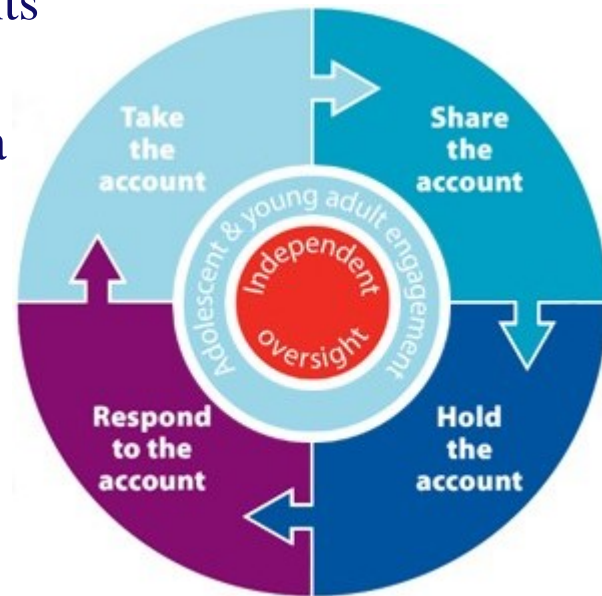 Take
the
account
Share
the
account
Adolescent & young adult engagement
Independent
oversight
Respond
to the
account
Hold
the
account